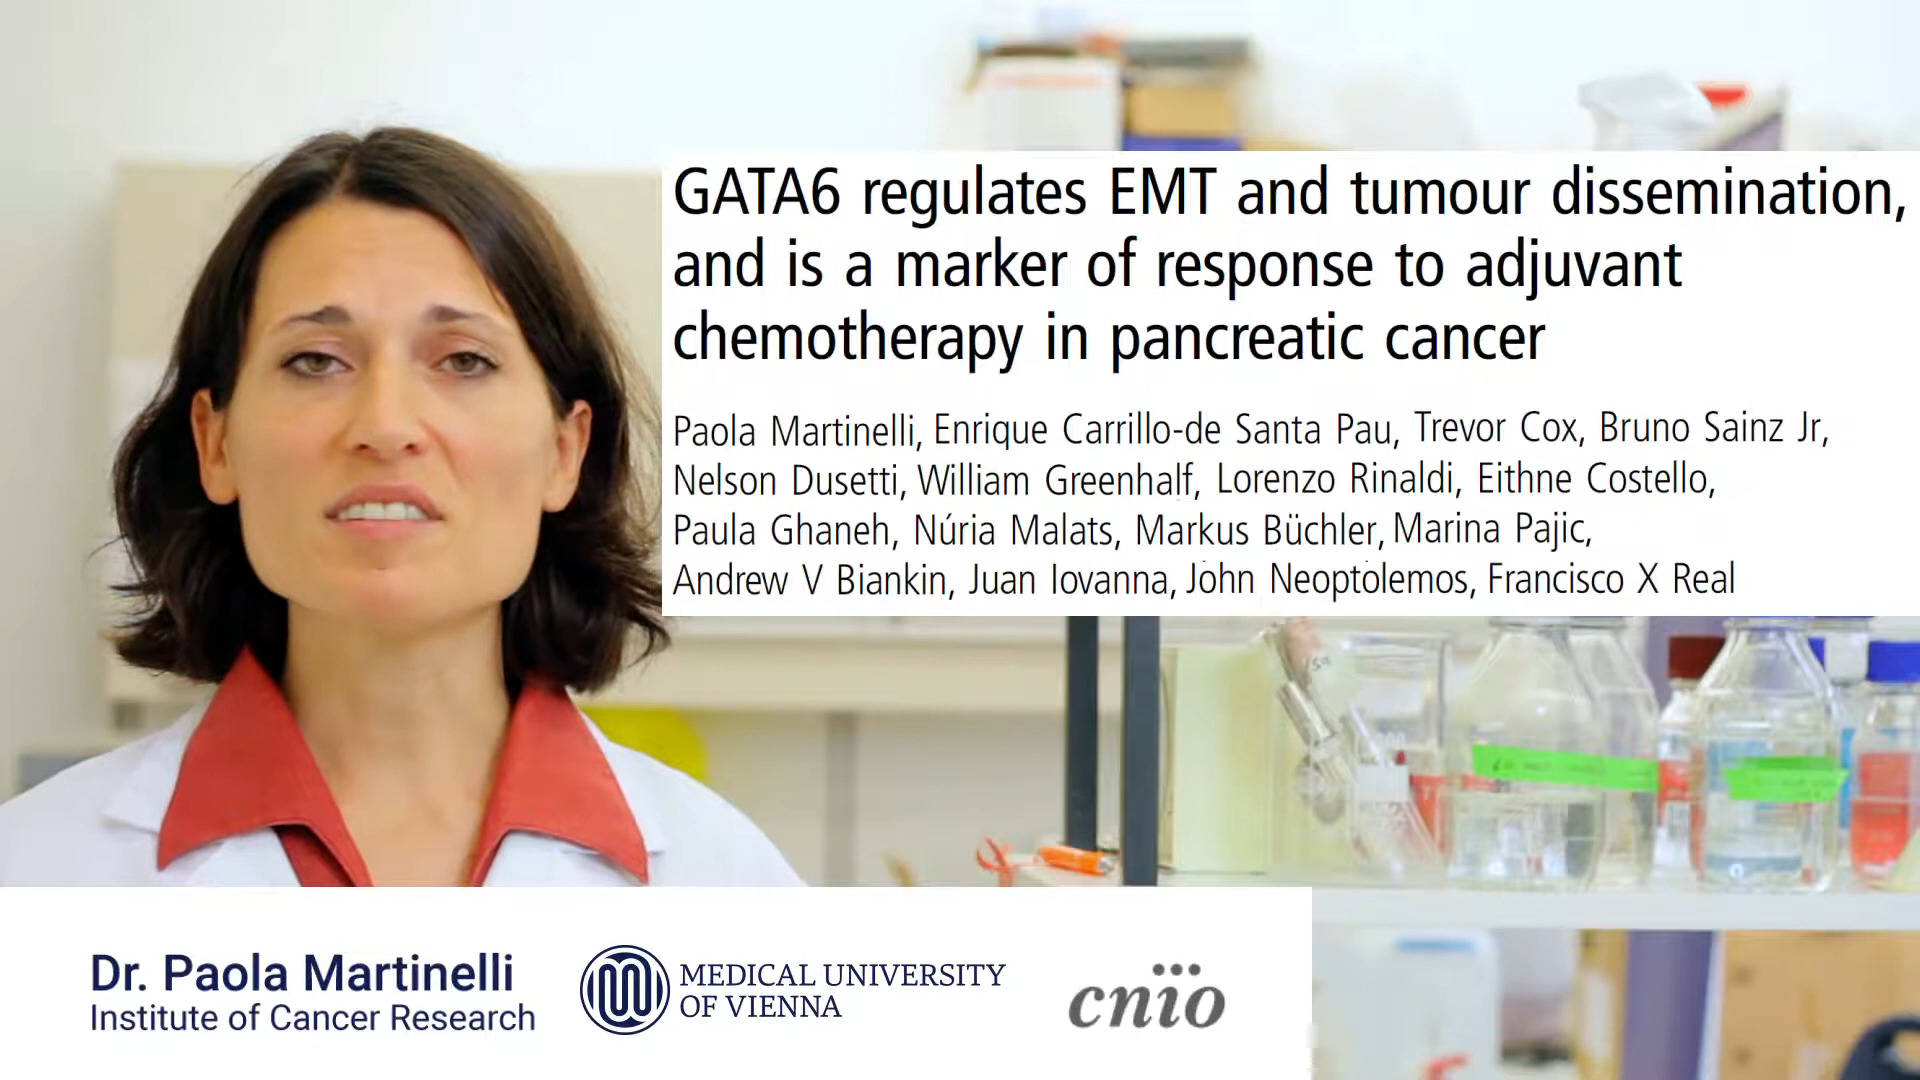 GATA6 regulates EMT and tumour dissemination,
and is a marker of response to adjuvant
chemotherapy in pancreatic cancer
Paola Martinelli, Enrique Carrillo-de Santa Pau, Trevor Cox, Bruno Sainz Jr,
Nelson Dusetti, William Greenhalf, Lorenzo Rinaldi, Eithne Costello,
Paula Ghaneh, Núria Malats, Markus Büchler, Marina Pajic,
Andrew V Biankin, Juan Iovanna, John Neoptolemos, Francisco X Real
Dr. Paola Martinelli
Institute of Cancer Research
MEDICAL UNIVERSITY
OF VIENNA
cnio